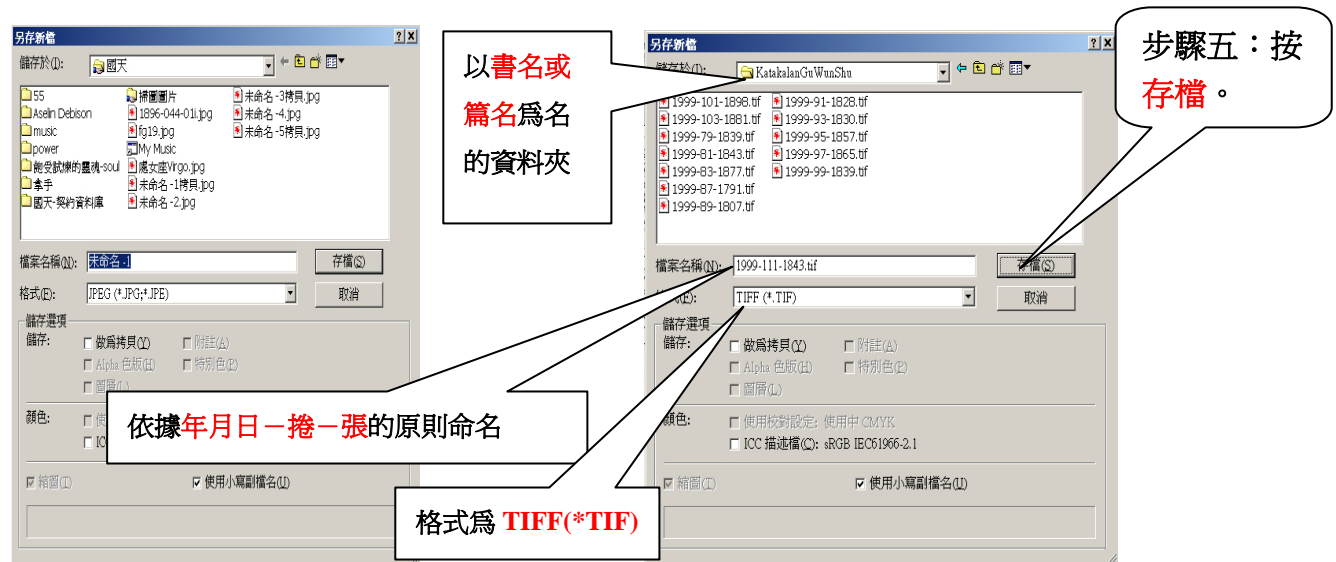 另存新檔
儲存於(I):
國天
55
Aselin Debison
music
power
飽受試煉的靈魂-soul
拿手
國天-契約資料庫
掃圖圖片
1896-044-01i.jpg
fg19.jpg
My Music
處女座Virgo.jpg
未命名 -1拷貝.jpg
未命名 -2.jpg
未命名 -3拷貝.jpg
未命名 -4.jpg
未命名 -5拷貝.jpg
檔案名稱(N):
未命名 -1
存檔(S)
格式(F):
JPEG (*.JPG;*.JPE)
取消
儲存選項
儲存:
做為拷貝(Y)
附註(A)
Alpha 色版(H)
特別色(P)
圖層(L)
顏色:
使
IC
縮圖(T)
使用小寫副檔名(U)
以書名或
篇名為名
的資料夾
另存新檔
儲存於(I):
KatakalanGuWunShu
1999-101-1898.tif
1999-103-1881.tif
1999-79-1839.tif
1999-81-1843.tif
1999-83-1877.tif
1999-87-1791.tif
1999-89-1807.tif
1999-91-1828.tif
1999-93-1830.tif
1999-95-1857.tif
1999-97-1865.tif
1999-99-1839.tif
檔案名稱(N):
1999-111-1843.tif
存檔(S)
格式(F):
TIFF (*.TIF)
取消
儲存選項
儲存:
做為拷貝(Y)
附註(A)
Alpha 色版(H)
特別色(P)
圖層(L)
顏色:
使用校對設定: 使用中 CMYK
ICC 描述檔(C): sRGB IEC61966-2.1
縮圖(T)
使用小寫副檔名(U)
步驟五：按
存檔。
依據年月日－捲－張的原則命名
格式為 TIFF(*TIF)